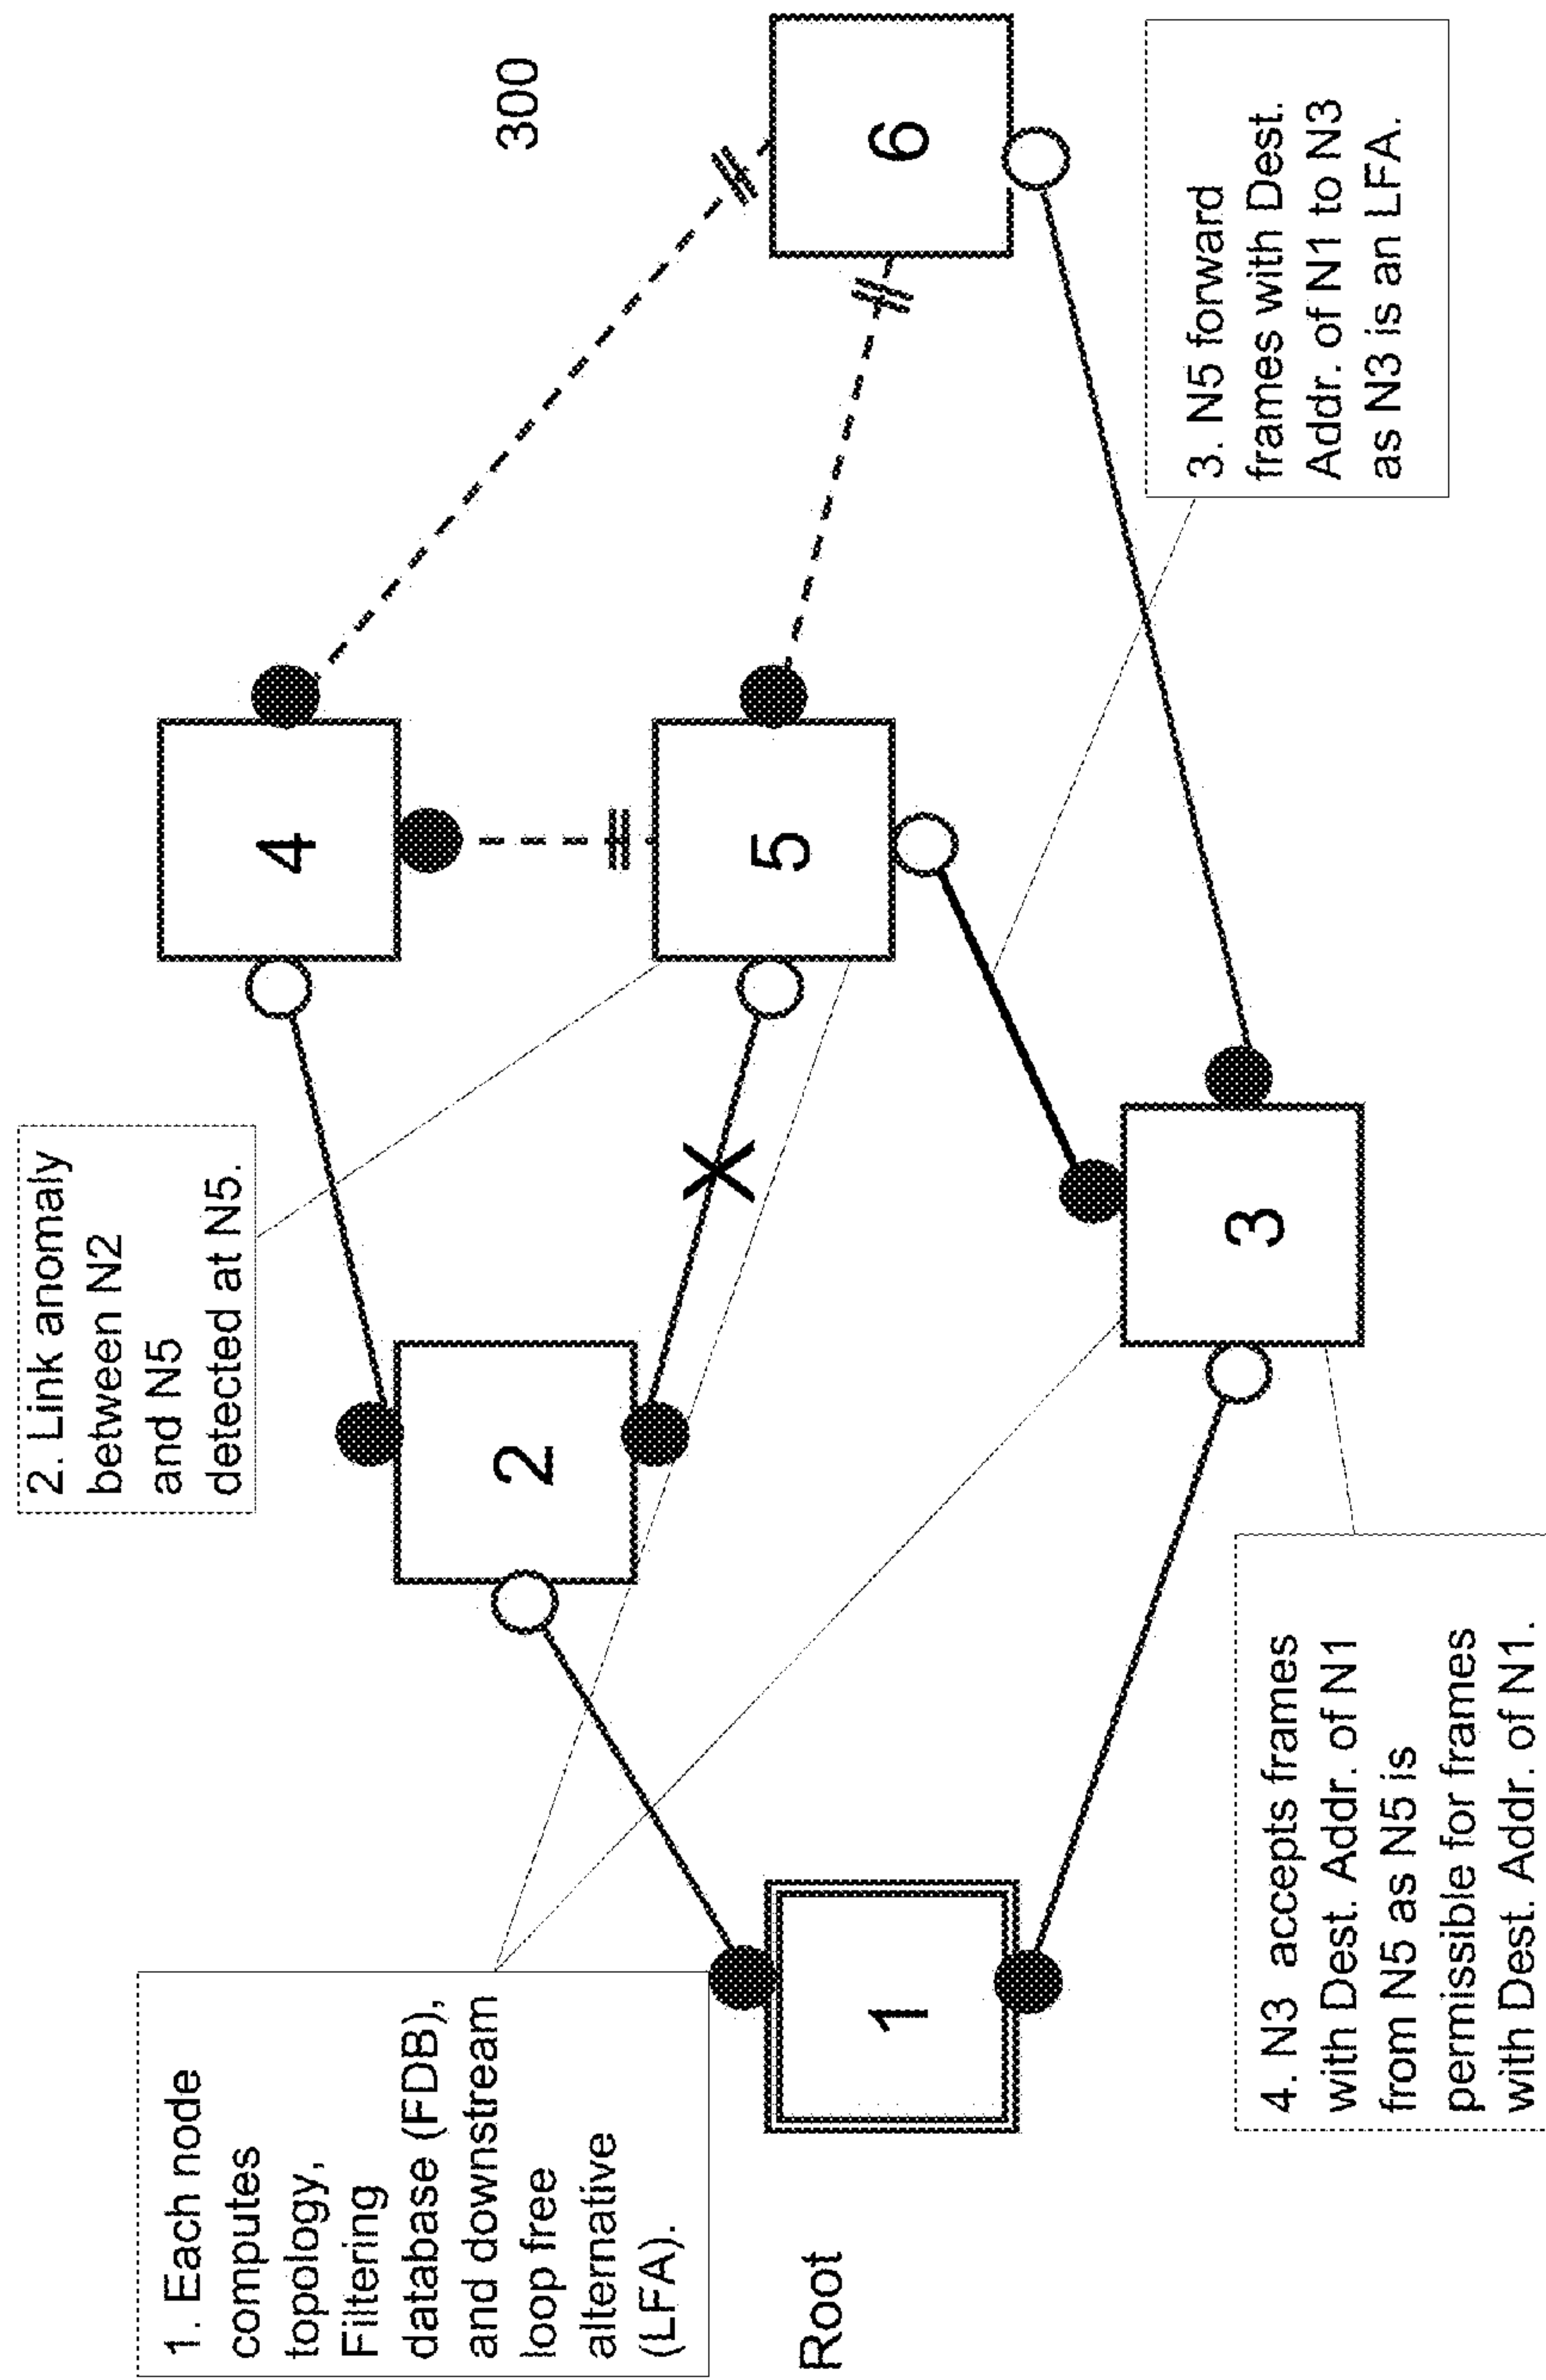 300
1. Each node
computes
topology,
Filtering
database (FDB),
and downstream
loop free
alternative
(LFA).
2. Link anomaly
between N2
and N5
detected at N5.
3. N5 forward
frames with Dest.
Addr. of N1 to N3
as N3 is an LFA.
4. N3 accepts frames
with Dest. Addr. of N1
from N5 as N5 is
permissible for frames
with Dest. Addr. of N1.
Root
1
2
3
4
5
6
X